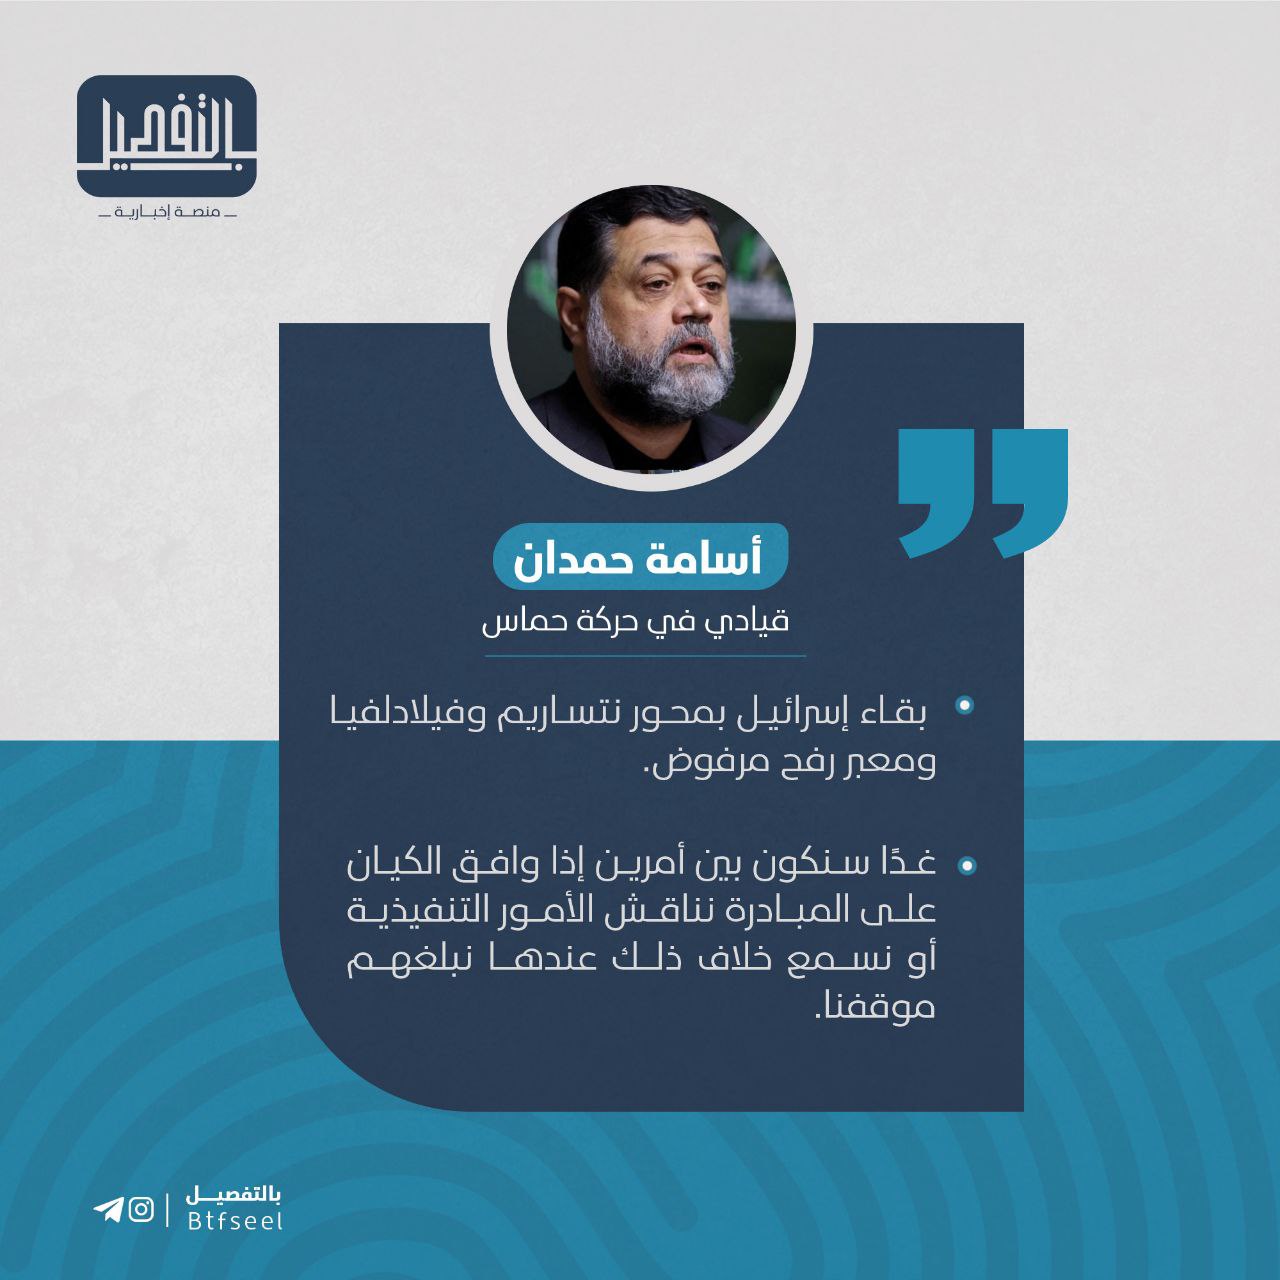 بالتفصيل
منصة إخبارية
أسامة حمدان
قيادي في حركة حماس
بقاء إسرائيل بمحور نتساريم وفيلادلفيا
ومعبر رفح مرفوض.
غدًا سنكون بين أمرين إذا وافق الكيان
على المبادرة نناقش الأمور التنفيذية
أو نسمع خلاف ذلك عندها نبلغهم
موقفنا.
بالتفصيل
Btfseel